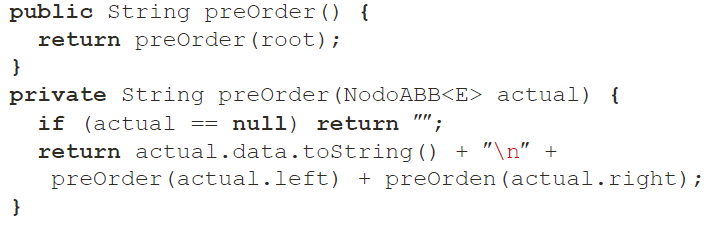 public String preOrder() {
  return preOrder(root);
}
private String preOrder(NodoABB<E> actual) {
  if (actual == null) return "";
  return actual.data.toString() + "\n" +
   preOrder(actual.left) + preOrden(actual.right);
}